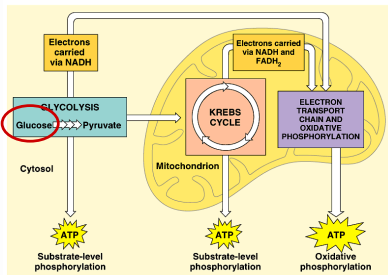 Electrons
carried
via NADH
Electrons carried
via NADH and
FADH₂
GLYCOLYSIS
Glucose
Pyruvate
KREBS
CYCLE
ELECTRON
TRANSPORT
CHAIN AND
OXIDATIVE
PHOSPHORYLATION
Cytosol
Mitochondrion
ATP
ATP
ATP
Substrate-level
phosphorylation
Substrate-level
phosphorylation
Oxidative
phosphorylation